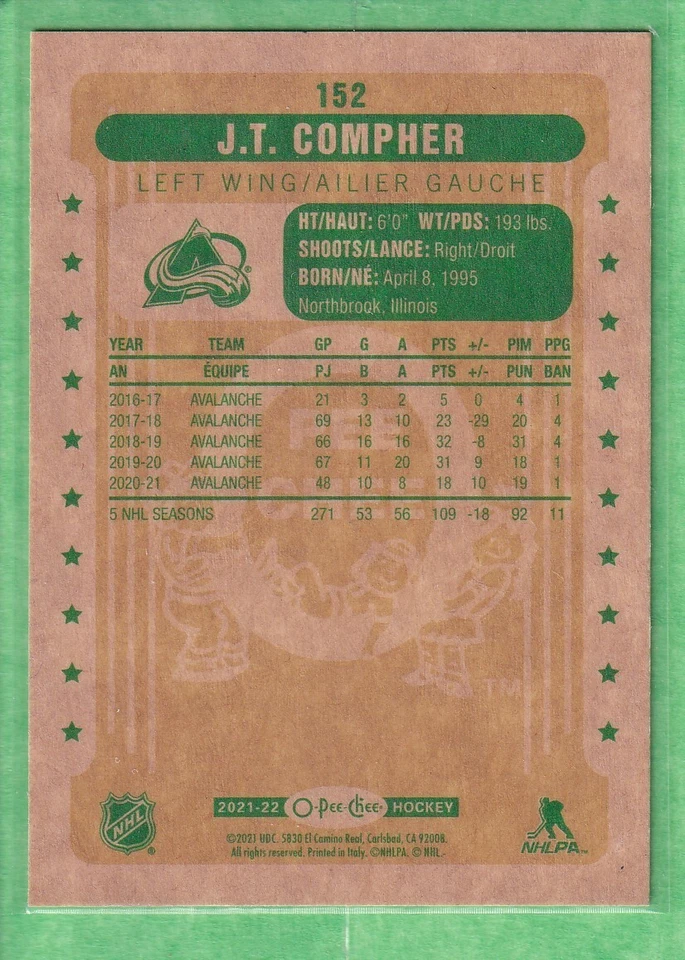 152
J.T. COMPHER
LEFT WING/AILIER GAUCHE
HT/HAUT: 6'0" WT/PDS: 193 lbs.
SHOOTS/LANCE: Right/Droit
BORN/NÉ: April 8, 1995
Northbrook, Illinois
A
YEAR TEAM GP G A PTS +/- PIM PPG
AN ÉQUIPE PJ B A PTS +/- PUN BAN
2016-17 AVALANCHE 21 3 2 5 0 4 1
2017-18 AVALANCHE 69 13 10 23 -29 20 4
2018-19 AVALANCHE 66 16 16 32 -8 31 4
2019-20 AVALANCHE 67 11 20 31 9 18 1
2020-21 AVALANCHE 48 10 8 18 10 19 1
5 NHL SEASONS 271 53 56 109 -18 92 11
O
PEE
CHEE
TM
NHL
2021-22 O-Pee-Chee HOCKEY
NHLPA™
©2021 UDC. 5830 El Camino Real, Carlsbad, CA 92008.
All rights reserved. Printed in Italy. ©NHLPA. © NHL.